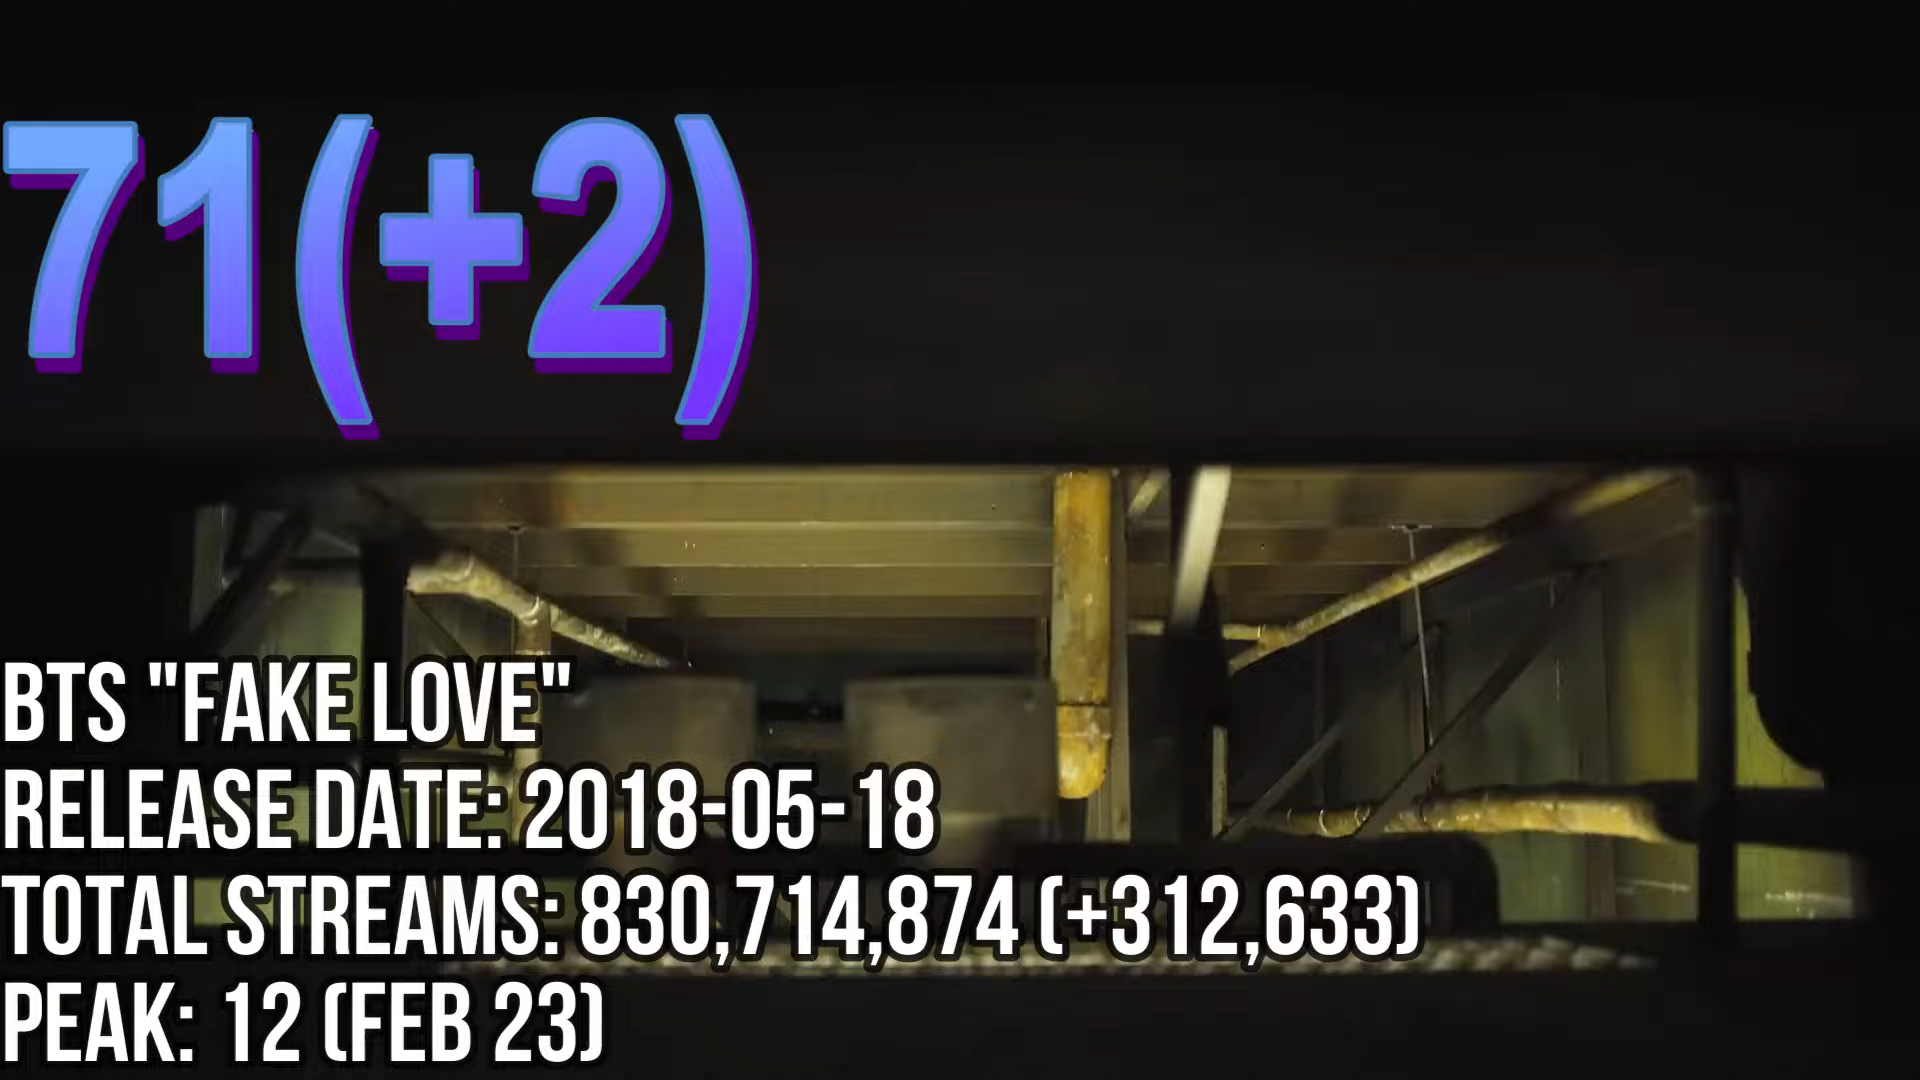 71(+2)
BTS "FAKE LOVE"
RELEASE DATE: 2018-05-18
TOTAL STREAMS: 830,714,874 (+312,633)
PEAK: 12 (FEB 23)